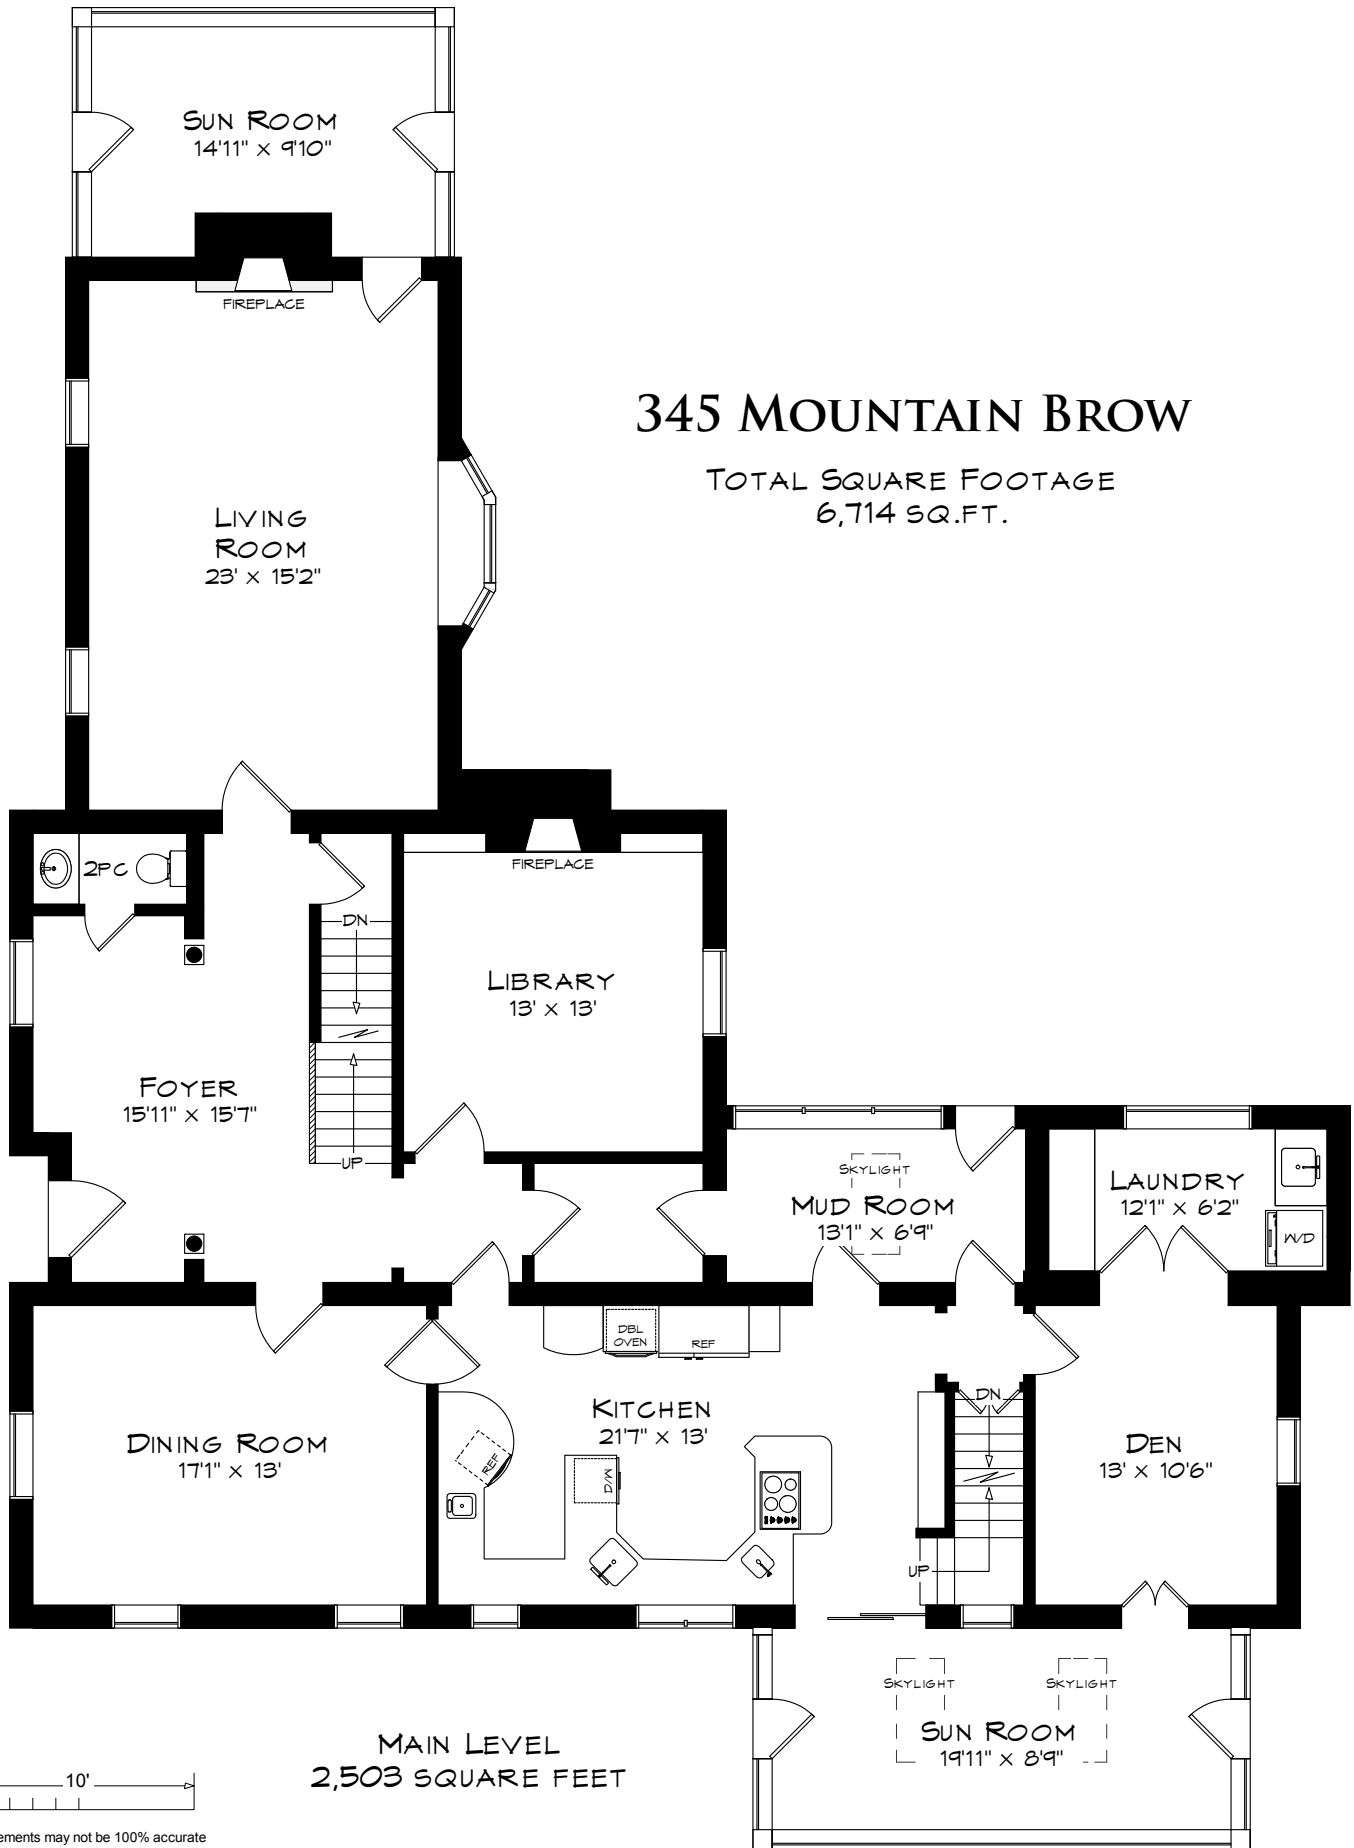 SUN ROOM
14'11" x 9'10"
FIREPLACE
345 MOUNTAIN BROW
TOTAL SQUARE FOOTAGE
6,714 SQ.FT.
LIVING
ROOM
23' x 15'2"
2PC
FIREPLACE
DN
LIBRARY
13' x 13'
FOYER
15'11" x 15'7"
UP
SKYLIGHT
MUD ROOM
13'1" x 6'9"
LAUNDRY
12'1" x 6'2"
W/D
DBL
OVEN
REF
DN
KITCHEN
21'7" x 13'
DINING ROOM
17'1" x 13'
REF
D/W
DEN
13' x 10'6"
UP
SKYLIGHT
SKYLIGHT
SUN ROOM
19'11" x 8'9"
MAIN LEVEL
2,503 SQUARE FEET
10'
ements may not be 100% accurate